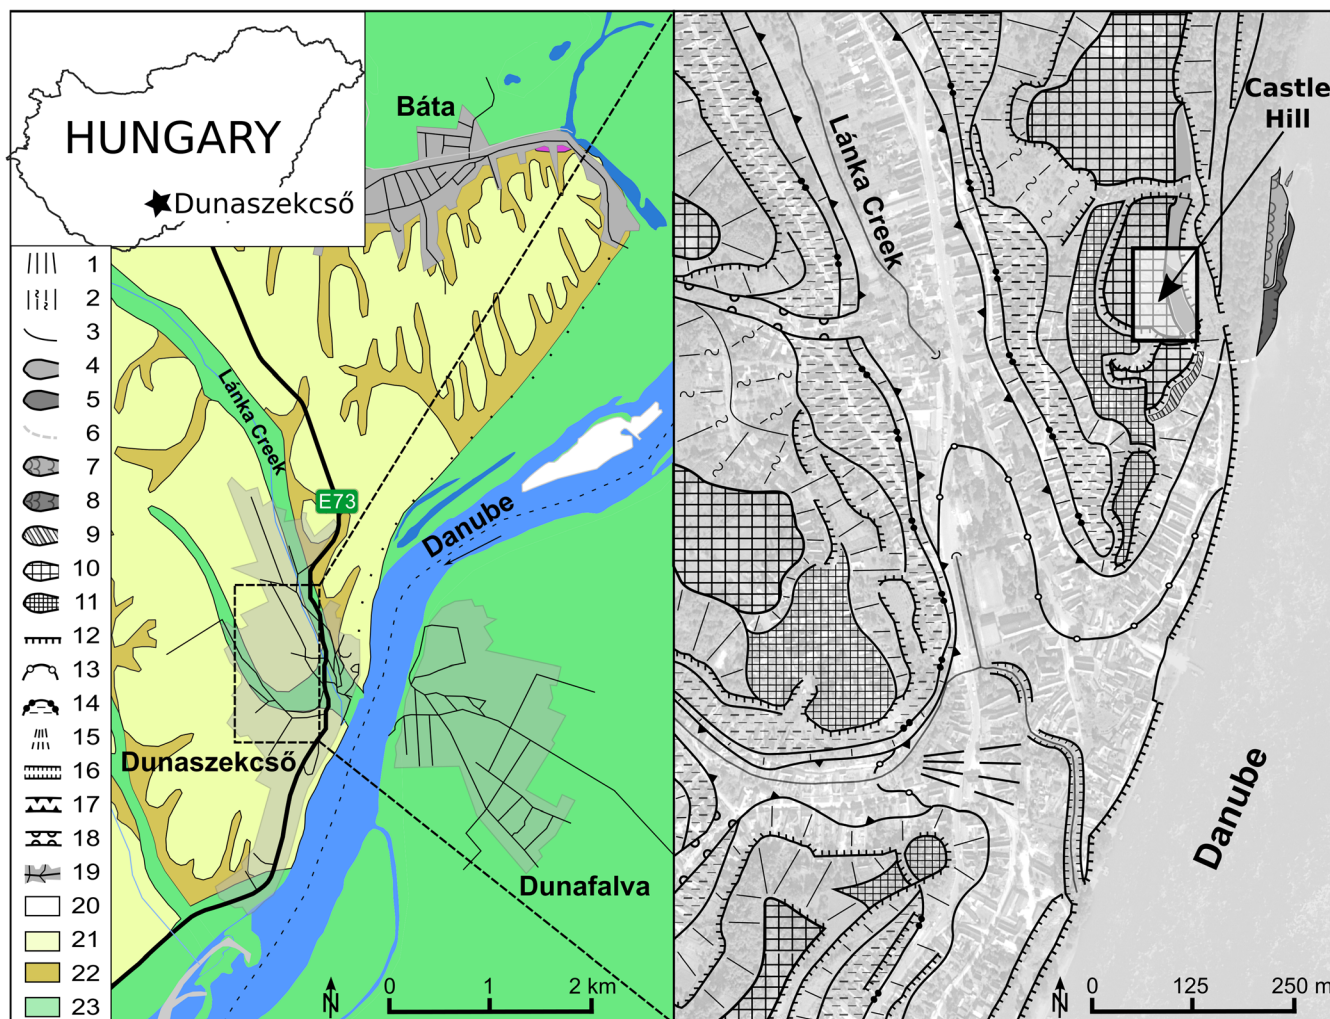 HUNGARY
Dunaszekcső
1
2
3
4
5
6
7
8
9
10
11
12
13
14
15
16
17
18
19
20
21
22
23
Báta
Lánka Creek
E73
Danube
Dunaszekcső
Dunafalva
N
0 1 2 km
Lánka Creek
Castle
Hill
Danube
N
0 125 250 m